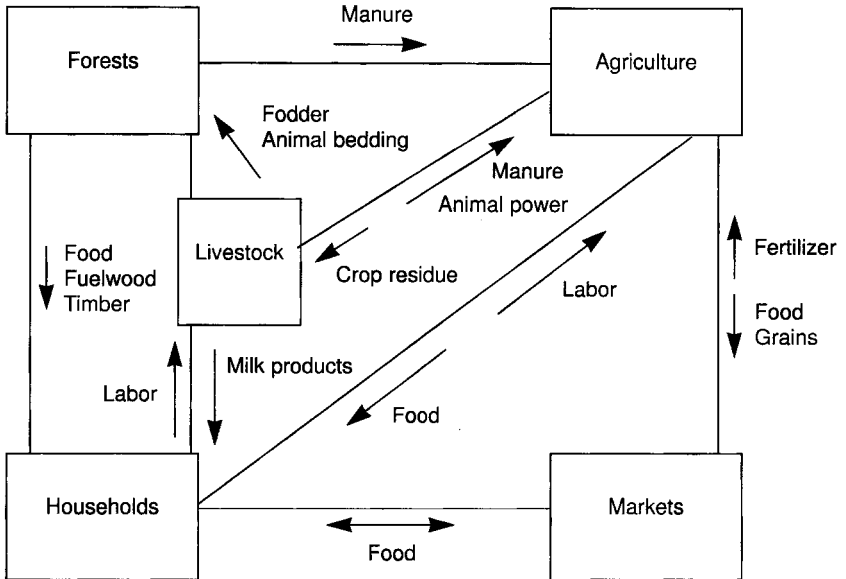 Manure
Forests
Agriculture
Fodder
Animal bedding
Manure
Animal power
Livestock
Crop residue
Food
Fuelwood
Timber
Labor
Fertilizer
Food
Grains
Milk products
Labor
Food
Households
Markets
Food